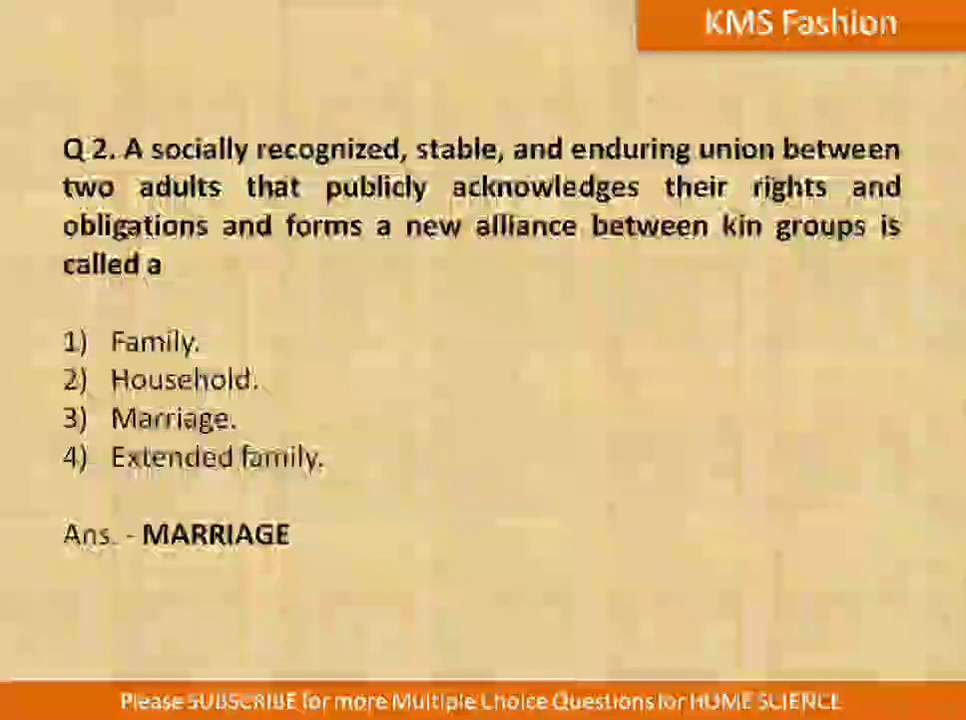 KMS Fashion
Q 2. A socially recognized, stable, and enduring union between
two adults that publicly acknowledges their rights and
obligations and forms a new alliance between kin groups is
called a
1) Family.
2) Household.
3) Marriage.
4) Extended family.
Ans. - MARRIAGE
Please SUBSCRIBE for more Multiple Choice Questions for HOME SCIENCE